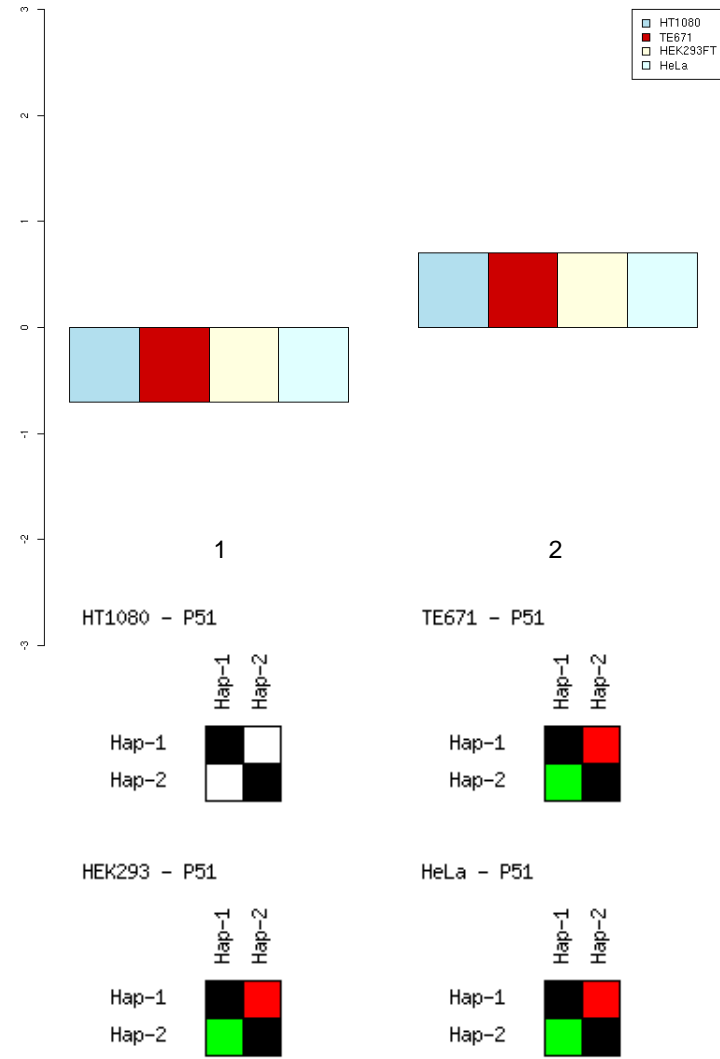 3
2
1
0
-1
-2
-3
HT1080
TE671
HEK293FT
HeLa
1
2
HT1080 - P51
TE671 - P51
Hap-1
Hap-2
Hap-1
Hap-2
Hap-1
Hap-2
Hap-1
Hap-2
HEK293 - P51
HeLa - P51
Hap-1
Hap-2
Hap-1
Hap-2
Hap-1
Hap-2
Hap-1
Hap-2